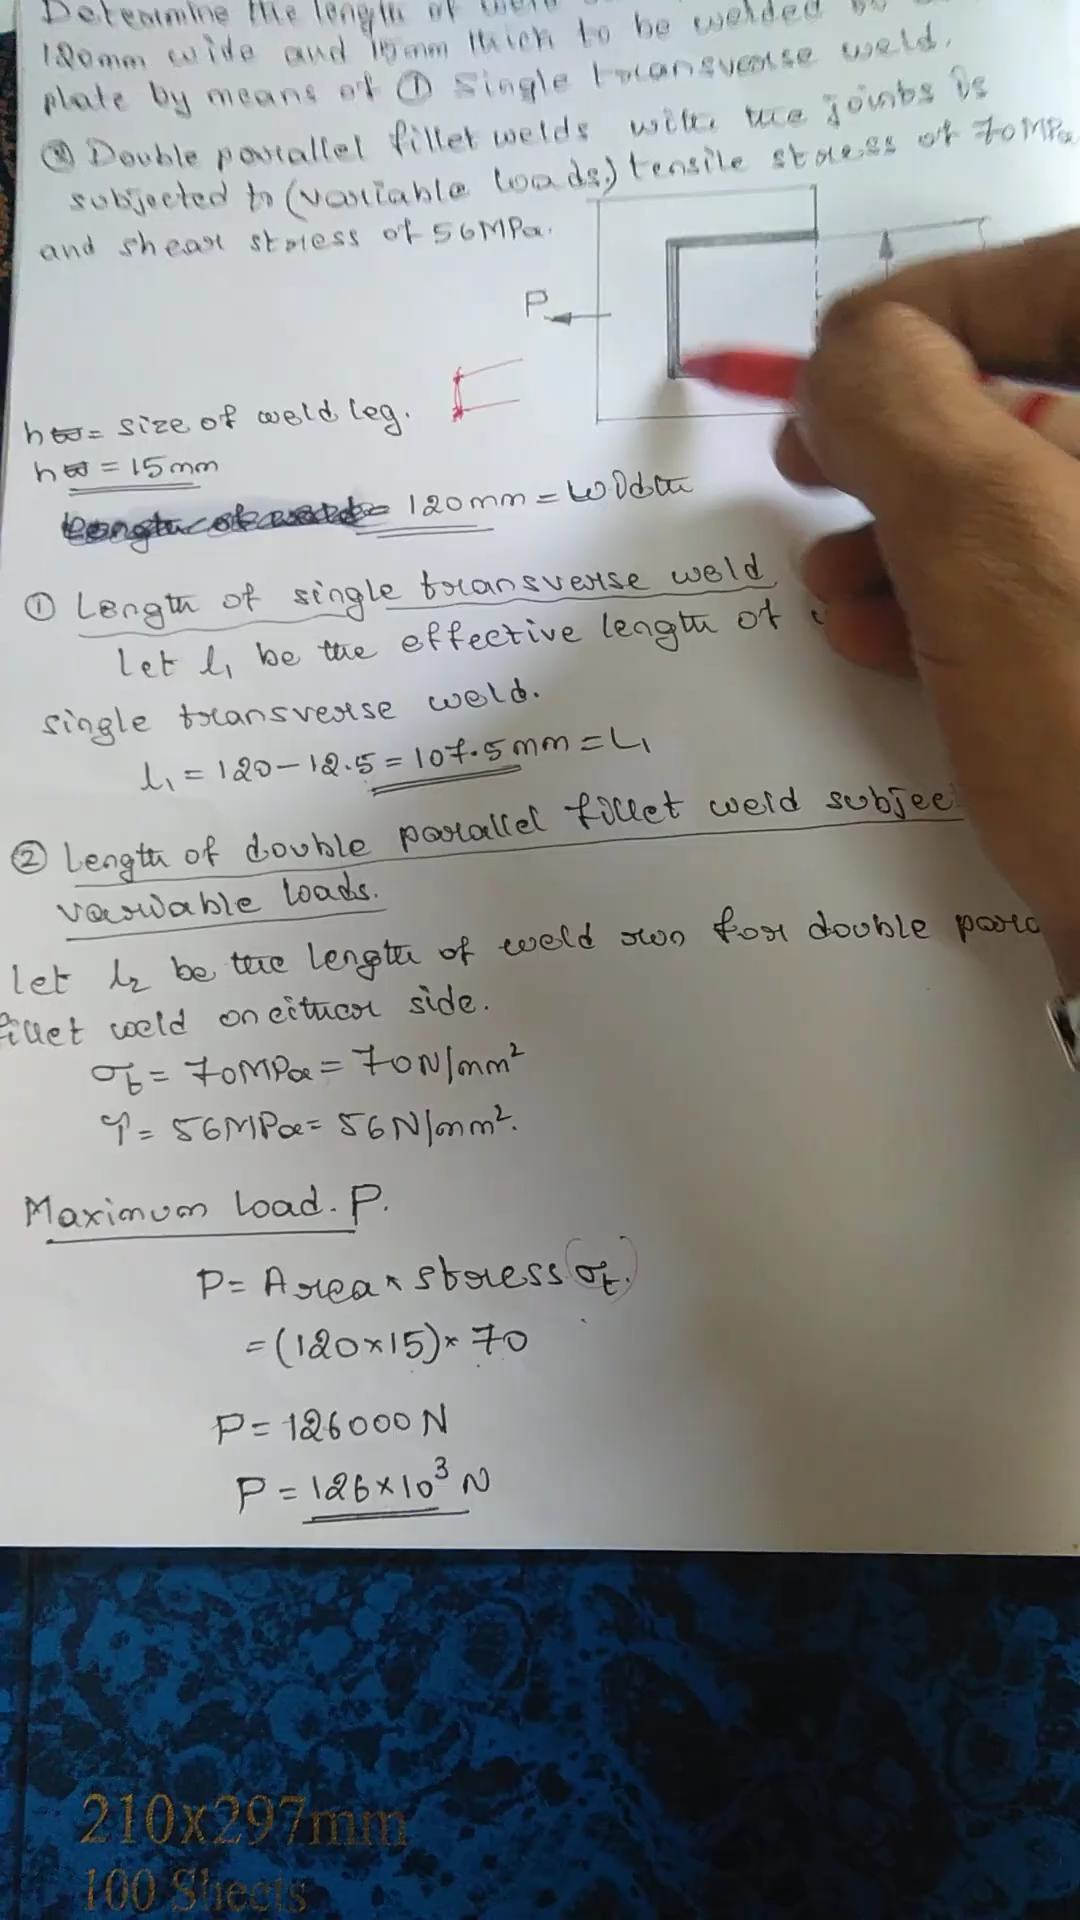 Determine the length of weld
120mm wide and 15mm thick to be welded
plate by means of ① single transverse weld.
② Double parallel fillet welds with the joints is
subjected to (variable loads.) tensile stress of 70MPa
and shear stress of 56MPa.
P
hw = size of weld leg.
hw = 15mm
Length of weld = 120mm = width
① Length of single transverse weld
Let l₁ be the effective length of
single transverse weld.
l₁ = 120 - 12.5 = 107.5mm = L₁
② Length of double parallel fillet weld subjec
variable loads.
let l₂ be the length of weld run for double para
fillet weld on either side.
σt = 70MPa = 70N/mm²
τ = 56MPa = 56N/mm².
Maximum Load. P.
P = Area × stress (σt.)
= (120×15) × 70
P = 126000 N
P = 126×10³ N
210x297mm
100 Sheets